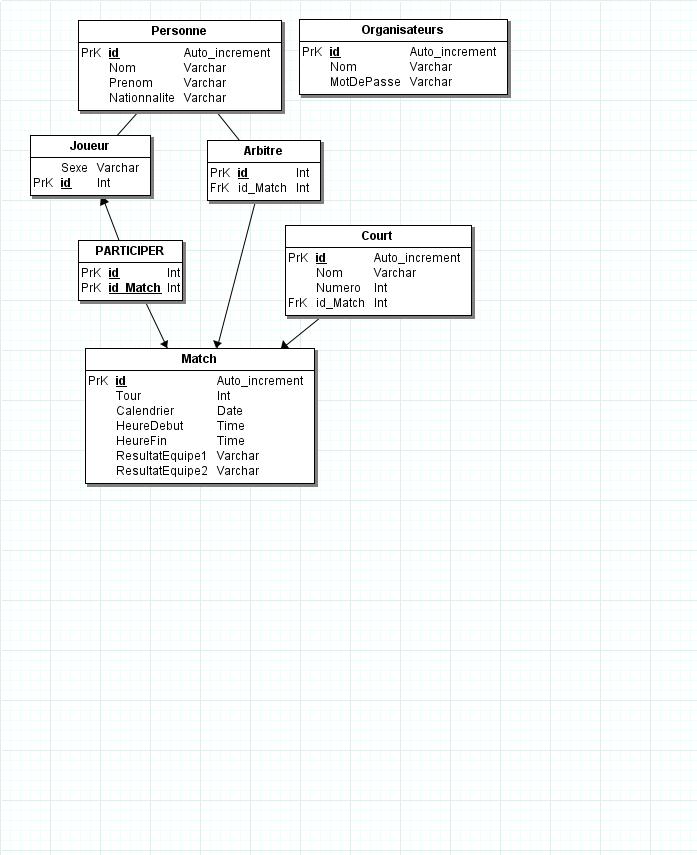 Personne
PrK id Auto_increment
Nom Varchar
Prenom Varchar
Nationnalite Varchar
Organisateurs
PrK id Auto_increment
Nom Varchar
MotDePasse Varchar
Joueur
Sexe Varchar
PrK id Int
Arbitre
PrK id Int
FrK id_Match Int
PARTICIPER
PrK id Int
PrK id_Match Int
Court
PrK id Auto_increment
Nom Varchar
Numero Int
FrK id_Match Int
Match
PrK id Auto_increment
Tour Int
Calendrier Date
HeureDebut Time
HeureFin Time
ResultatEquipe1 Varchar
ResultatEquipe2 Varchar